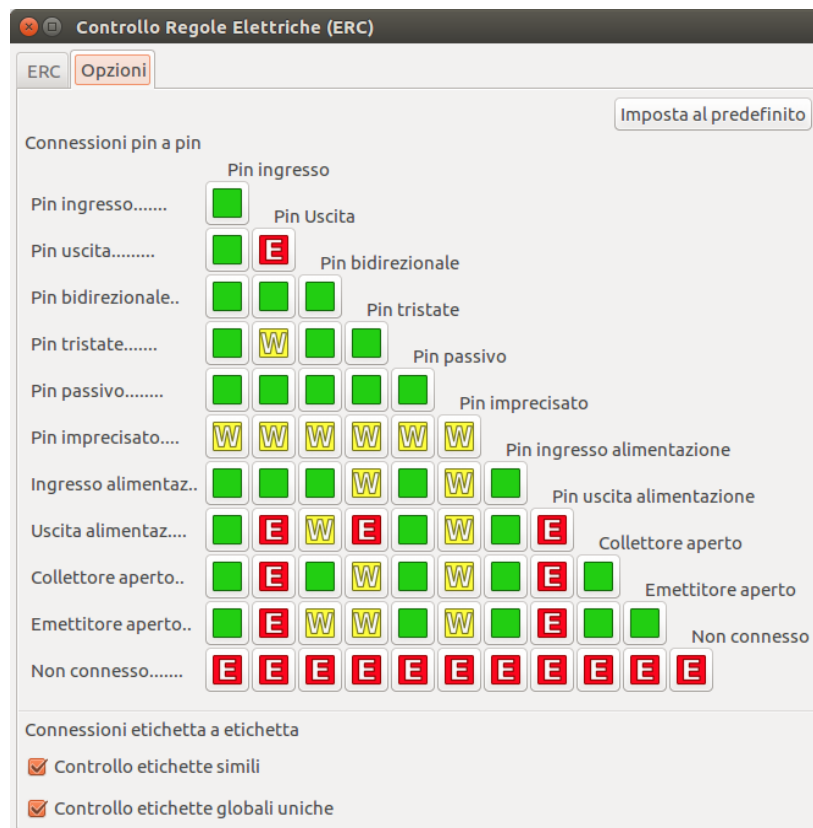 Controllo Regole Elettriche (ERC)
ERC Opzioni
Imposta al predefinito
Connessioni pin a pin
Pin ingresso
Pin ingresso.......
Pin Uscita
Pin uscita......... E
Pin bidirezionale
Pin bidirezionale..
Pin tristate
Pin tristate....... W
Pin passivo
Pin passivo........
Pin imprecisato
Pin imprecisato.... W W W W W W
Pin ingresso alimentazione
Ingresso alimentaz.. W W
Pin uscita alimentazione
Uscita alimentaz.... E W E W E
Collettore aperto
Collettore aperto.. E W W E
Emettitore aperto
Emettitore aperto.. E W W W E
Non connesso
Non connesso....... E E E E E E E E E E E
Connessioni etichetta a etichetta
Controllo etichette simili
Controllo etichette globali uniche